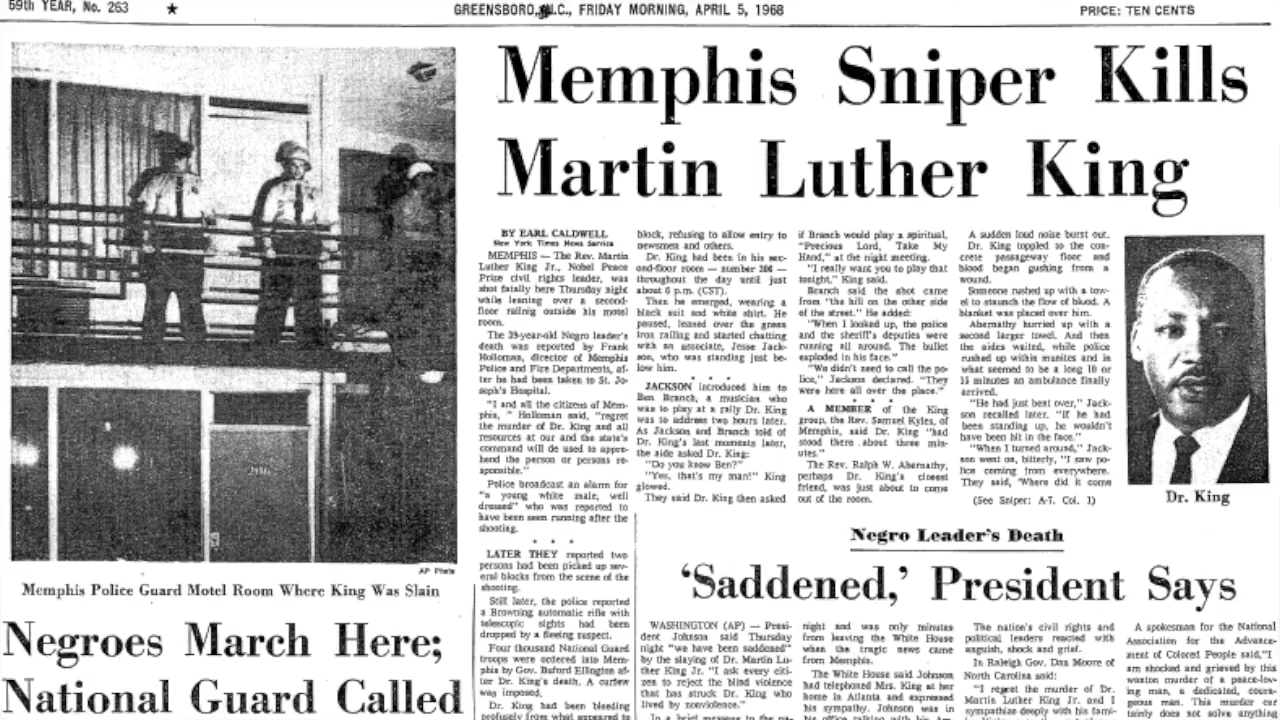 59th YEAR, No. 263
GREENSBORO, N.C., FRIDAY MORNING, APRIL 5, 1968
PRICE: TEN CENTS
Memphis Sniper Kills
Martin Luther King
BY EARL CALDWELL
New York Times News Service
MEMPHIS — The Rev. Martin
Luther King Jr., Nobel Peace
Prize civil rights leader, was
shot fatally here Thursday night
while leaning over a second-
floor railing outside his motel
room.
The 39-year-old Negro leader's
death was reported by Frank
Holloman, director of Memphis
Police and Fire Departments, af-
ter he had been taken to St. Jo-
seph's Hospital.
"I and all the citizens of Mem-
phis, " Holloman said, "regret
the murder of Dr. King and all
resources at our and the state's
command will be used to appre-
hend the person or persons re-
sponsible."
Police broadcast an alarm for
"a young white male, well
dressed" who was reported to
have been seen running after the
shooting.
* * *
LATER THEY reported two
persons had been picked up sev-
eral blocks from the scene of the
shooting.
Still later, the police reported
a Browning automatic rifle with
telescopic sights had been
dropped by a fleeing suspect.
Four thousand National Guard
troops were ordered into Mem-
phis by Gov. Buford Ellington af-
ter Dr. King's death. A curfew
was imposed.
Dr. King had been bleeding
profusely from what appeared to
block, refusing to allow entry to
newsmen and others.
Dr. King had been in his sec-
ond-floor room — number 306 —
throughout the day until just
about 6 p.m. (CST).
Then he emerged, wearing a
black suit and white shirt. He
paused, leaned over the green
iron railing and started chatting
with an associate, Jesse Jack-
son, who was standing just be-
low him.
* * *
JACKSON introduced him to
Ben Branch, a musician who
was to play at a rally Dr. King
was to address two hours later.
As Jackson and Branch told of
Dr. King's last moments later,
the aide asked Dr. King:
"Do you know Ben?"
"Yes, that's my man!" King
glowed.
They said Dr. King then asked
if Branch would play a spiritual,
"Precious Lord, Take My
Hand," at the night meeting.
"I really want you to play that
tonight," King said.
Branch said the shot came
from "the hill on the other side
of the street." He added:
"When I looked up, the police
and the sheriff's deputies were
running all around. The bullet
exploded in his face."
"We didn't need to call the po-
lice," Jackson declared. "They
were here all over the place."
* * *
A MEMBER of the King
group, the Rev. Samuel Kyles, of
Memphis, said Dr. King "had
stood there about three min-
utes."
The Rev. Ralph W. Abernathy,
perhaps Dr. King's closest
friend, was just about to come
out of the room.
A sudden loud noise burst out.
Dr. King toppled to the con-
crete passageway floor and
blood began gushing from a
wound.
Someone rushed up with a tow-
el to staunch the flow of blood. A
blanket was placed over him.
Abernathy hurried up with a
second larger towel. And then
the aides waited, while police
rushed up within minutes and in
what seemed to be a long 10 or
15 minutes an ambulance finally
arrived.
"He had just bent over," Jack-
son recalled later. "If he had
been standing up, he wouldn't
have been hit in the face."
"When I turned around," Jack-
son went on, bitterly, "I saw po-
lice coming from everywhere.
They said, 'Where did it come
(See Sniper: A-7, Col. 1)
Dr. King
AP Photo
Memphis Police Guard Motel Room Where King Was Slain
Negroes March Here;
National Guard Called
Negro Leader's Death
'Saddened,' President Says
WASHINGTON (AP) — Presi-
dent Johnson said Thursday
night "we have been saddened"
by the slaying of Dr. Martin Lu-
ther King Jr. "I ask every citi-
zen to reject the blind violence
that has struck Dr. King who
lived by nonviolence."
In a brief message to the na-
night and was only minutes
from leaving the White House
when the tragic news came
from Memphis.
The White House said Johnson
had telephoned Mrs. King at her
home in Atlanta and expressed
his sympathy. Johnson was in
his office talking with his Am-
The nation's civil rights and
political leaders reacted with
anguish, shock and grief.
In Raleigh Gov. Dan Moore of
North Carolina said:
"I regret the murder of Dr.
Martin Luther King Jr. and I
sympathize deeply with his fami-
A spokesman for the National
Association for the Advance-
ment of Colored People said, "I
am shocked and grieved by this
wanton murder of a peace-lov-
ing man, a dedicated, coura-
geous man. This murder cer-
tainly does not solve anything